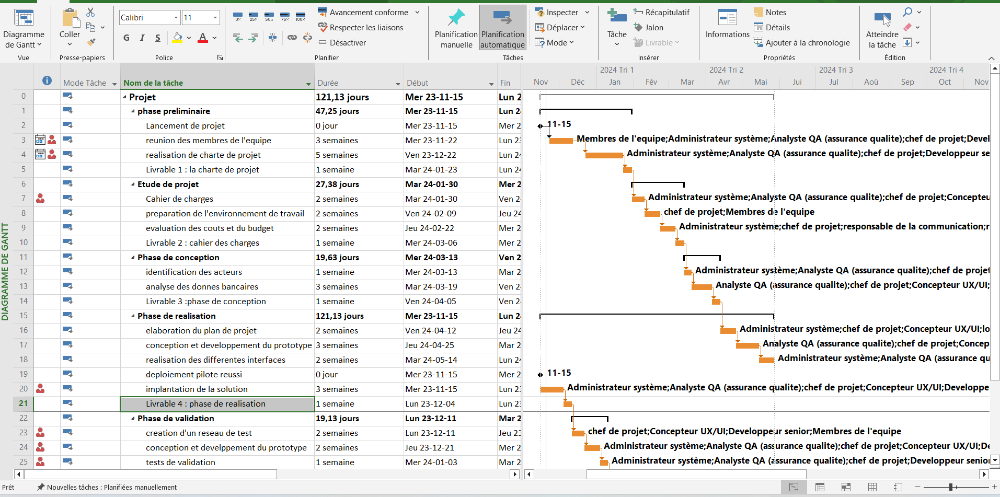 Diagramme de Gantt
Vue
Coller
Presse-papiers
Calibri 11
G I S A
Police
0% 25% 50% 75% 100%
Avancement conforme
Respecter les liaisons
Désactiver
Planifier
Planification manuelle
Planification automatique
Inspecter
Déplacer
Mode
Tâches
Tâche
Récapitulatif
Jalon
Livrable
Insérer
Informations
Notes
Détails
Ajouter à la chronologie
Propriétés
Atteindre la tâche
Édition
DIAGRAMME DE GANTT
Mode Tâche Nom de la tâche Durée Début Fin
0 Projet 121,13 jours Mer 23-11-15 Lun 2
1 phase preliminaire 47,25 jours Mer 23-11-15 Lun 2
2 Lancement de projet 0 jour Mer 23-11-15 Mer 2
3 reunion des membres de l'equipe 3 semaines Mer 23-11-22 Lun 23
4 realisation de charte de projet 5 semaines Ven 23-12-22 Lun 24
5 Livrable 1 : la charte de projet 1 semaine Mar 24-01-23 Lun 24
6 Etude de projet 27,38 jours Mar 24-01-30 Mer 2
7 Cahier de charges 2 semaines Mar 24-01-30 Ven 2
8 preparation de l'environnement de travail 2 semaines Ven 24-02-09 Jeu 24
9 evaluation des couts et du budget 2 semaines Jeu 24-02-22 Mer 2
10 Livrable 2 : cahier des charges 1 semaine Mer 24-03-06 Mer 2
11 Phase de conception 19,63 jours Mer 24-03-13 Ven 2
12 identification des acteurs 1 semaine Mer 24-03-13 Mar 2
13 analyse des donnes bancaires 3 semaines Mar 24-03-19 Ven 2
14 Livrable 3 :phase de conception 1 semaine Ven 24-04-05 Ven 2
15 Phase de realisation 121,13 jours Mer 23-11-15 Lun 2
16 elaboration du plan de projet 2 semaines Ven 24-04-12 Jeu 24
17 conception et developpement du prototype 3 semaines Jeu 24-04-25 Mar 2
18 realisation des differentes interfaces 2 semaines Mar 24-05-14 Lun 24
19 deploiement pilote reussi 0 jour Mer 23-11-15 Mer 2
20 implantation de la solution 3 semaines Mer 23-11-15 Lun 23
21 Livrable 4 : phase de realisation 1 semaine Lun 23-12-04 Lun 23
22 Phase de validation 19,13 jours Lun 23-12-11 Mar 2
23 creation d'un reseau de test 2 semaines Lun 23-12-11 Jeu 23
24 conception et develppement du prototype 2 semaines Jeu 23-12-21 Mer 2
25 tests de validation 1 semaine Mer 24-01-03 Mar 2
2024 Tri 1 2024 Tri 2 2024 Tri 3 2024 Tri 4
Nov Déc Jan Fév Mar Avr Mai Jui Jul Aoû Sep Oct Nov
11-15
Membres de l'equipe;Administrateur système;Analyste QA (assurance qualite);chef de projet;Devel
Administrateur système;Analyste QA (assurance qualite);chef de projet;Developpeur se
Administrateur système;Analyste QA (assurance qualite);chef de projet;Concepteu
chef de projet;Membres de l'equipe
Administrateur système;chef de projet;responsable de la communication;r
Administrateur système;Analyste QA (assurance qualite);chef de projet
Analyste QA (assurance qualite);chef de projet;Concepteur UX/UI;
Administrateur système;chef de projet;Concepteur UX/UI;lo
Analyste QA (assurance qualite);chef de projet;Concep
Administrateur système;Analyste QA (assurance qu
11-15
Administrateur système;Analyste QA (assurance qualite);chef de projet;Concepteur UX/UI;Developpe
chef de projet;Concepteur UX/UI;Developpeur senior;Membres de l'equipe
Administrateur système;Analyste QA (assurance qualite);chef de projet;Concepteur UX/UI;De
Administrateur système;Analyste QA (assurance qualite);chef de projet;Developpeur senior
Prêt Nouvelles tâches : Planifiées manuellement